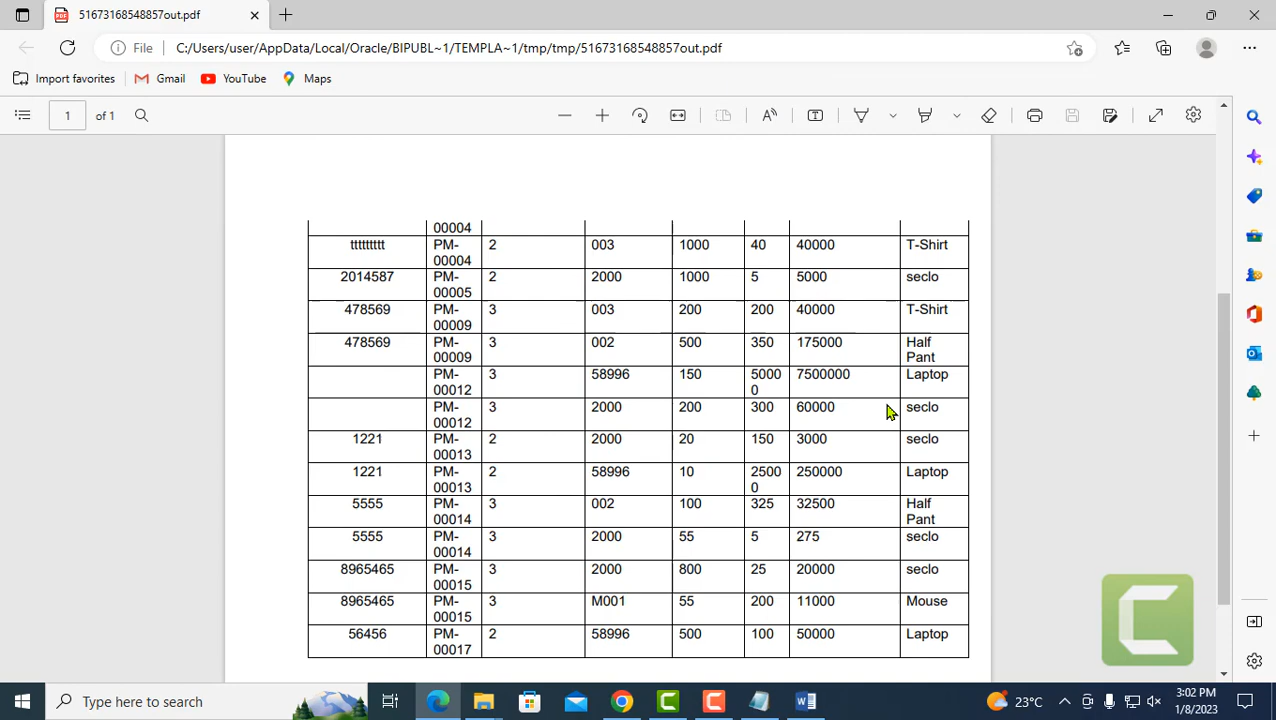 51673168548857out.pdf
File C:/Users/user/AppData/Local/Oracle/BIPUBL~1/TEMPLA~1/tmp/tmp/51673168548857out.pdf
Import favorites Gmail YouTube Maps
1 of 1
00004
ttttttttt PM- 2 003 1000 40 40000 T-Shirt
00004
2014587 PM- 2 2000 1000 5 5000 seclo
00005
478569 PM- 3 003 200 200 40000 T-Shirt
00009
478569 PM- 3 002 500 350 175000 Half
00009 Pant
PM- 3 58996 150 5000 7500000 Laptop
00012 0
PM- 3 2000 200 300 60000 seclo
00012
1221 PM- 2 2000 20 150 3000 seclo
00013
1221 PM- 2 58996 10 2500 250000 Laptop
00013 0
5555 PM- 3 002 100 325 32500 Half
00014 Pant
5555 PM- 3 2000 55 5 275 seclo
00014
8965465 PM- 3 2000 800 25 20000 seclo
00015
8965465 PM- 3 M001 55 200 11000 Mouse
00015
56456 PM- 2 58996 500 100 50000 Laptop
00017
Type here to search 23°C 3:02 PM
1/8/2023